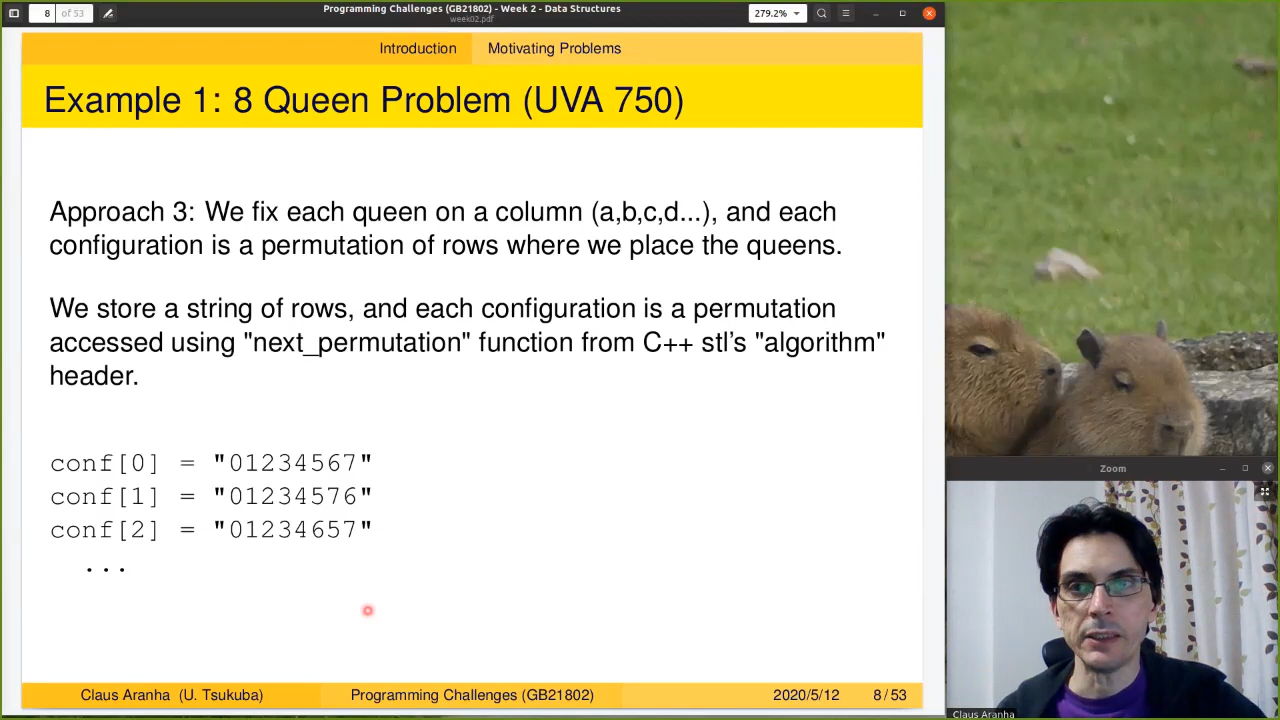 8 of 53
Programming Challenges (GB21802) - Week 2 - Data Structures
week02.pdf
279.2%
Introduction Motivating Problems
Example 1: 8 Queen Problem (UVA 750)
Approach 3: We fix each queen on a column (a,b,c,d...), and each
configuration is a permutation of rows where we place the queens.
We store a string of rows, and each configuration is a permutation
accessed using "next_permutation" function from C++ stl's "algorithm"
header.
conf[0] = "01234567"
conf[1] = "01234576"
conf[2] = "01234657"
...
Claus Aranha (U. Tsukuba) Programming Challenges (GB21802) 2020/5/12 8 / 53
Zoom
Claus Aranha